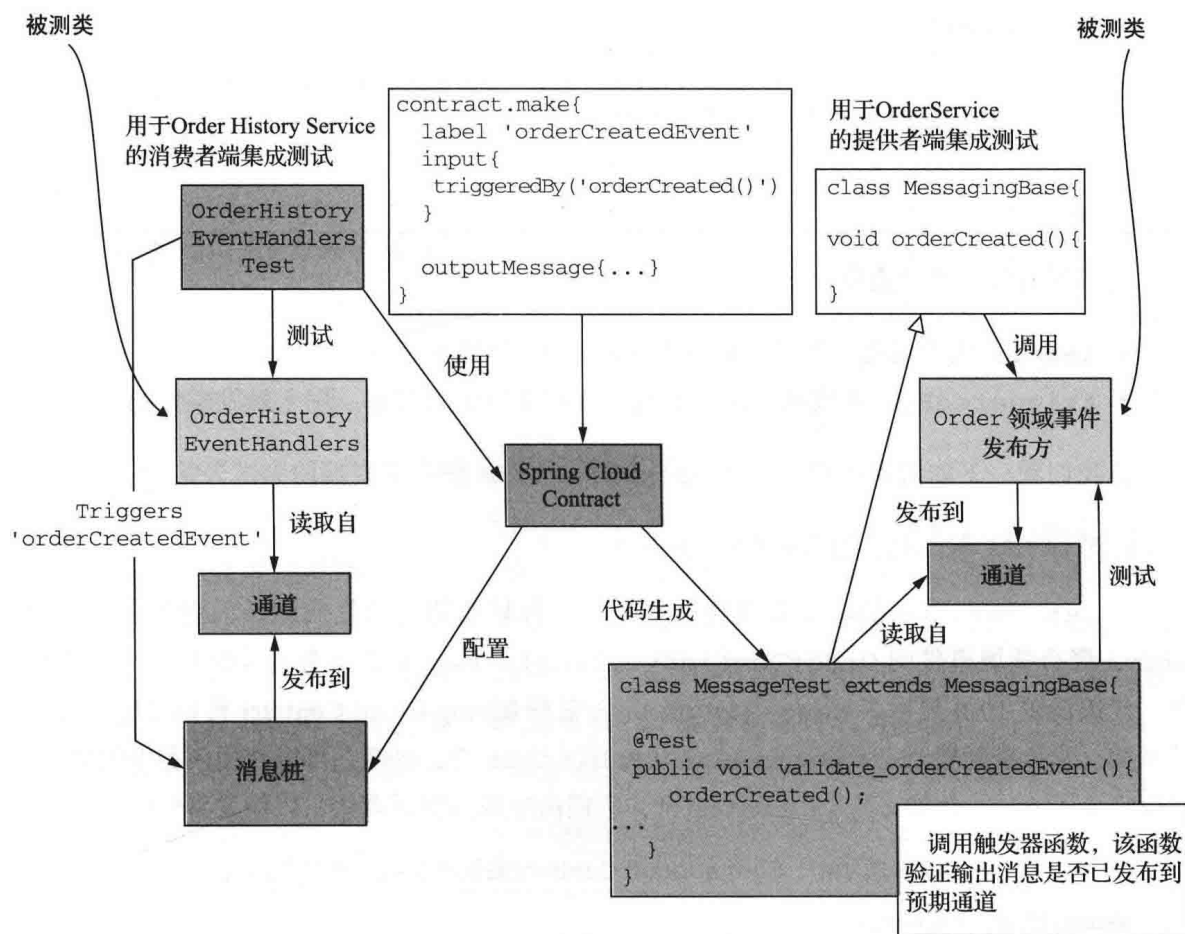 被测类
被测类
用于Order History Service
的消费者端集成测试
contract.make{
label 'orderCreatedEvent'
input{
triggeredBy('orderCreated()')
}
outputMessage{...}
}
用于OrderService
的提供者端集成测试
class MessagingBase{
void orderCreated(){
}
OrderHistory
EventHandlers
Test
测试
使用
调用
OrderHistory
EventHandlers
Order 领域事件
发布方
Spring Cloud
Contract
Triggers
'orderCreatedEvent'
读取自
发布到
通道
通道
测试
代码生成
读取自
配置
发布到
消息桩
class MessageTest extends MessagingBase{
@Test
public void validate_orderCreatedEvent(){
orderCreated();
...
}
}
调用触发器函数，该函数
验证输出消息是否已发布到
预期通道